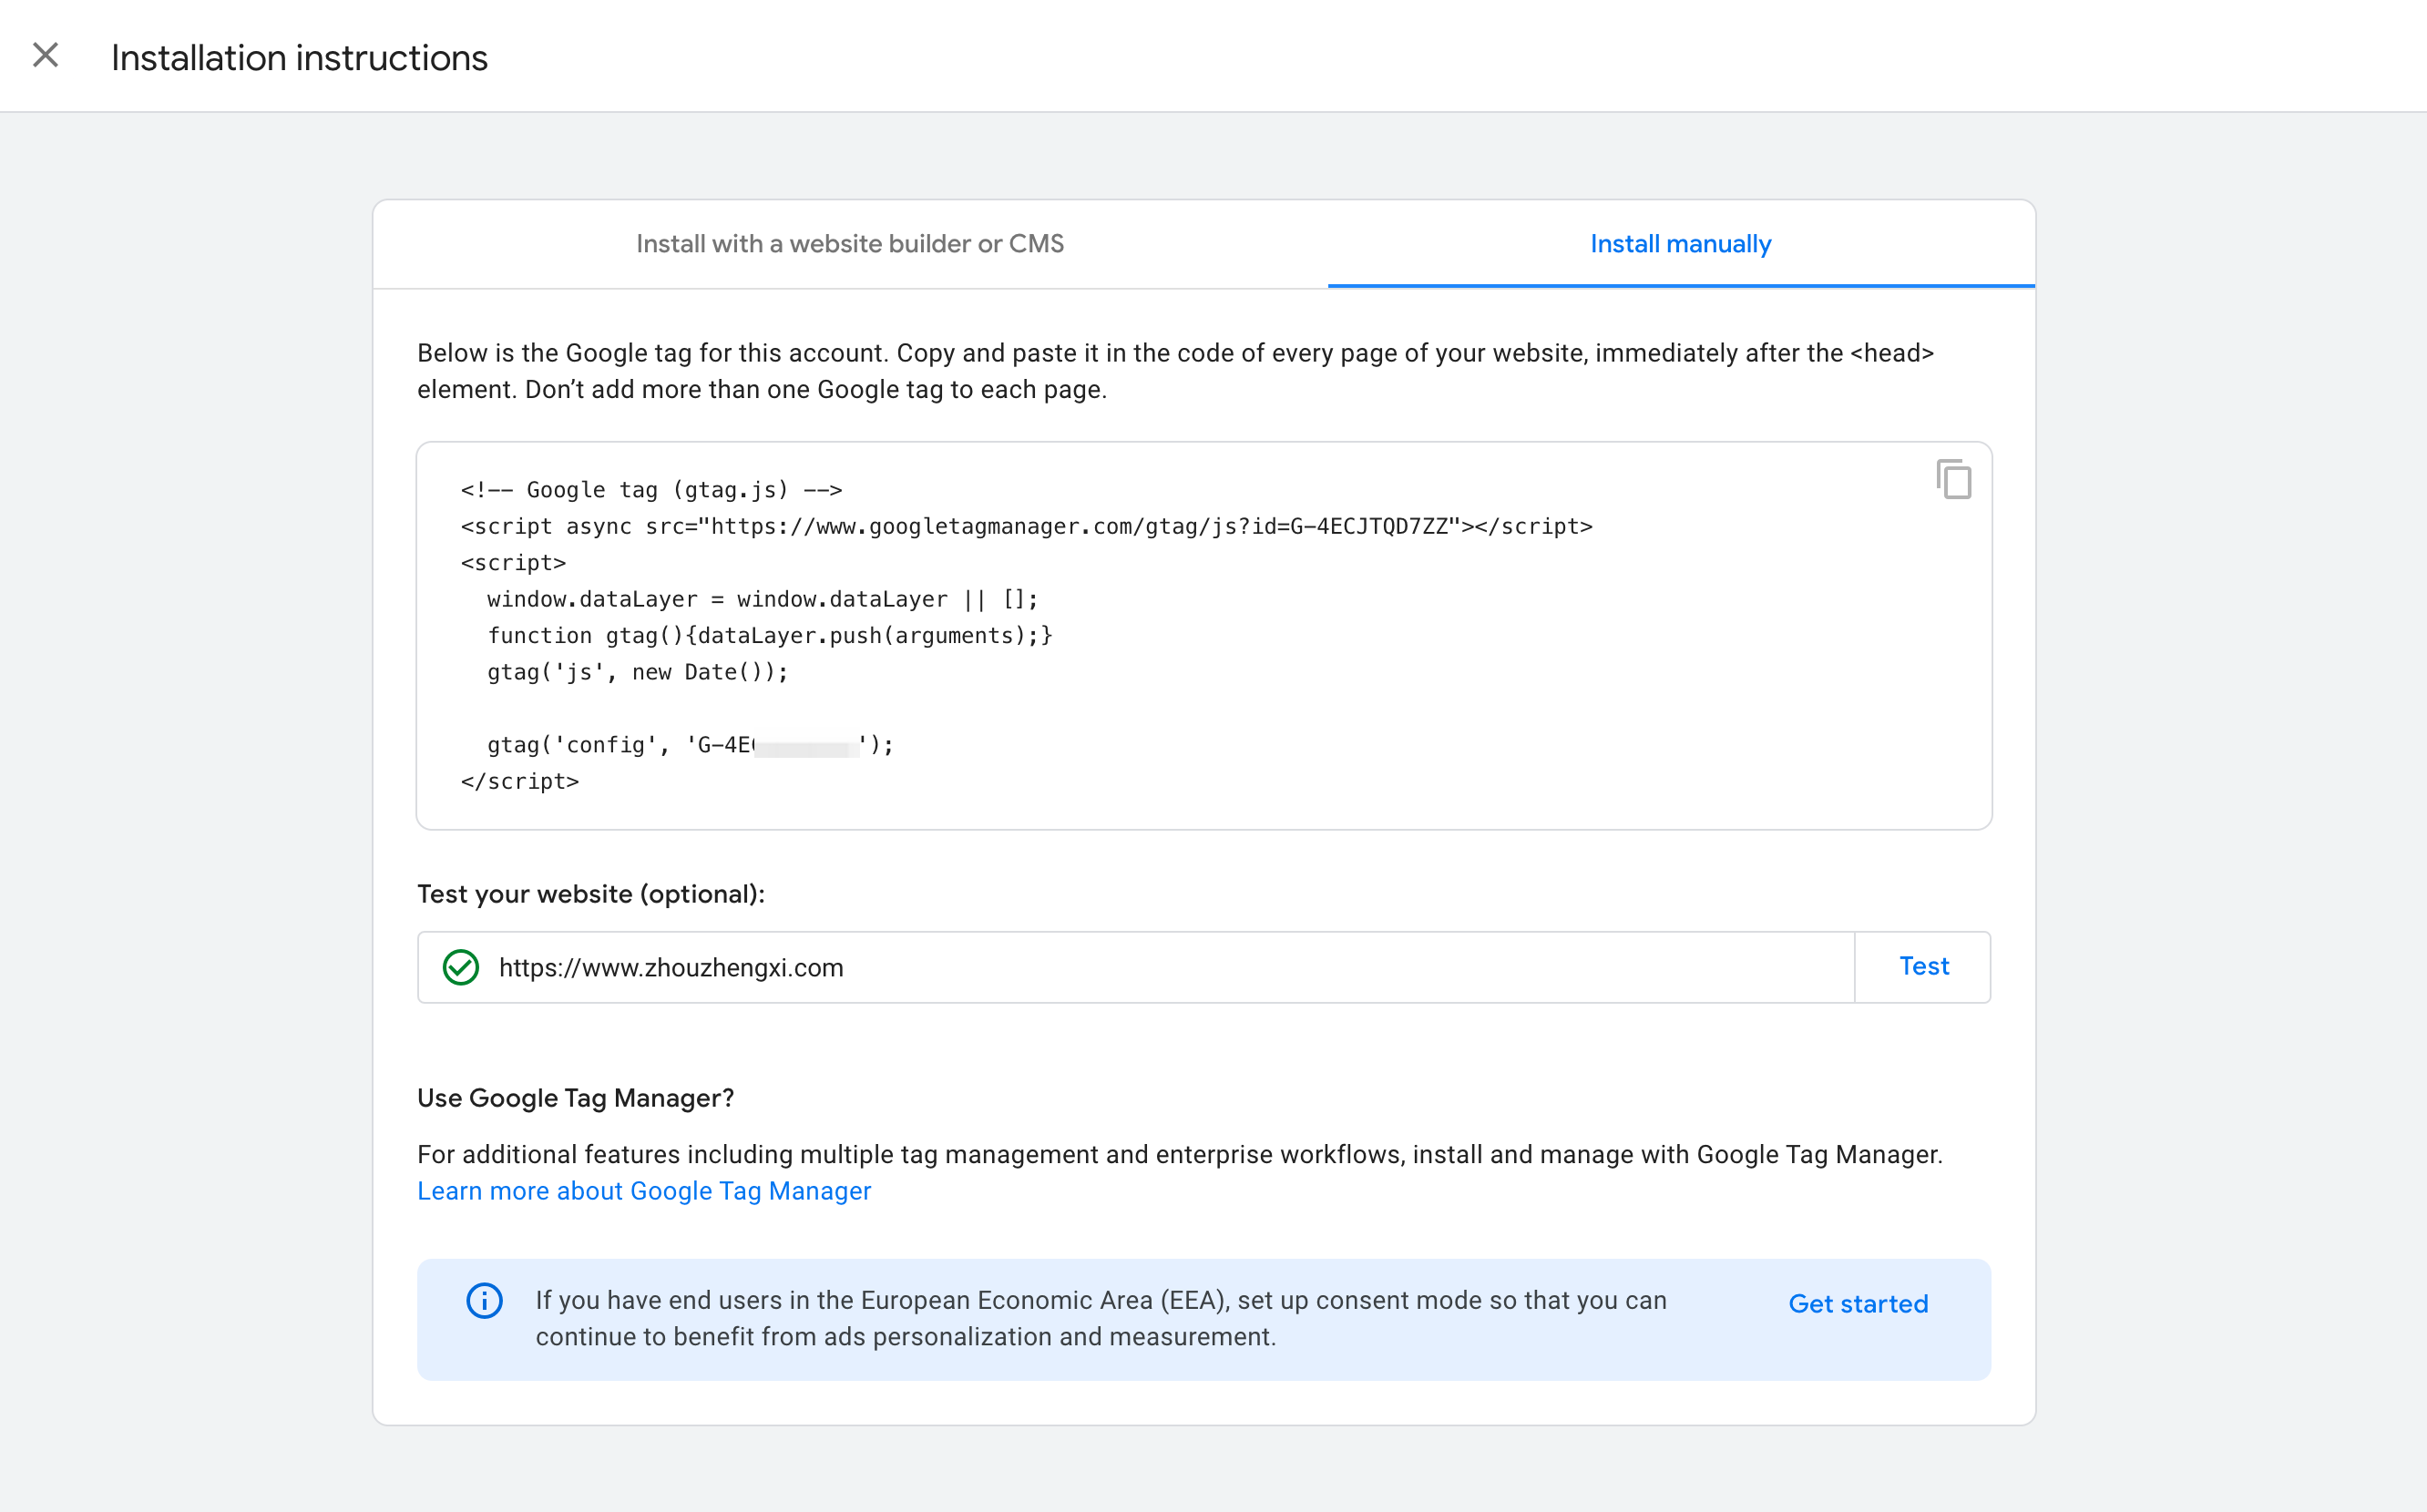 Installation instructions
Install with a website builder or CMS
Install manually
Below is the Google tag for this account. Copy and paste it in the code of every page of your website, immediately after the <head>
element. Don’t add more than one Google tag to each page.
<!-- Google tag (gtag.js) -->
<script async src="https://www.googletagmanager.com/gtag/js?id=G-4ECJTQD7ZZ"></script>
<script>
  window.dataLayer = window.dataLayer || [];
  function gtag(){dataLayer.push(arguments);}
  gtag('js', new Date());
  gtag('config', 'G-4E');
</script>
Test your website (optional):
https://www.zhouzhengxi.com
Test
Use Google Tag Manager?
For additional features including multiple tag management and enterprise workflows, install and manage with Google Tag Manager.
Learn more about Google Tag Manager
If you have end users in the European Economic Area (EEA), set up consent mode so that you can
continue to benefit from ads personalization and measurement.
Get started